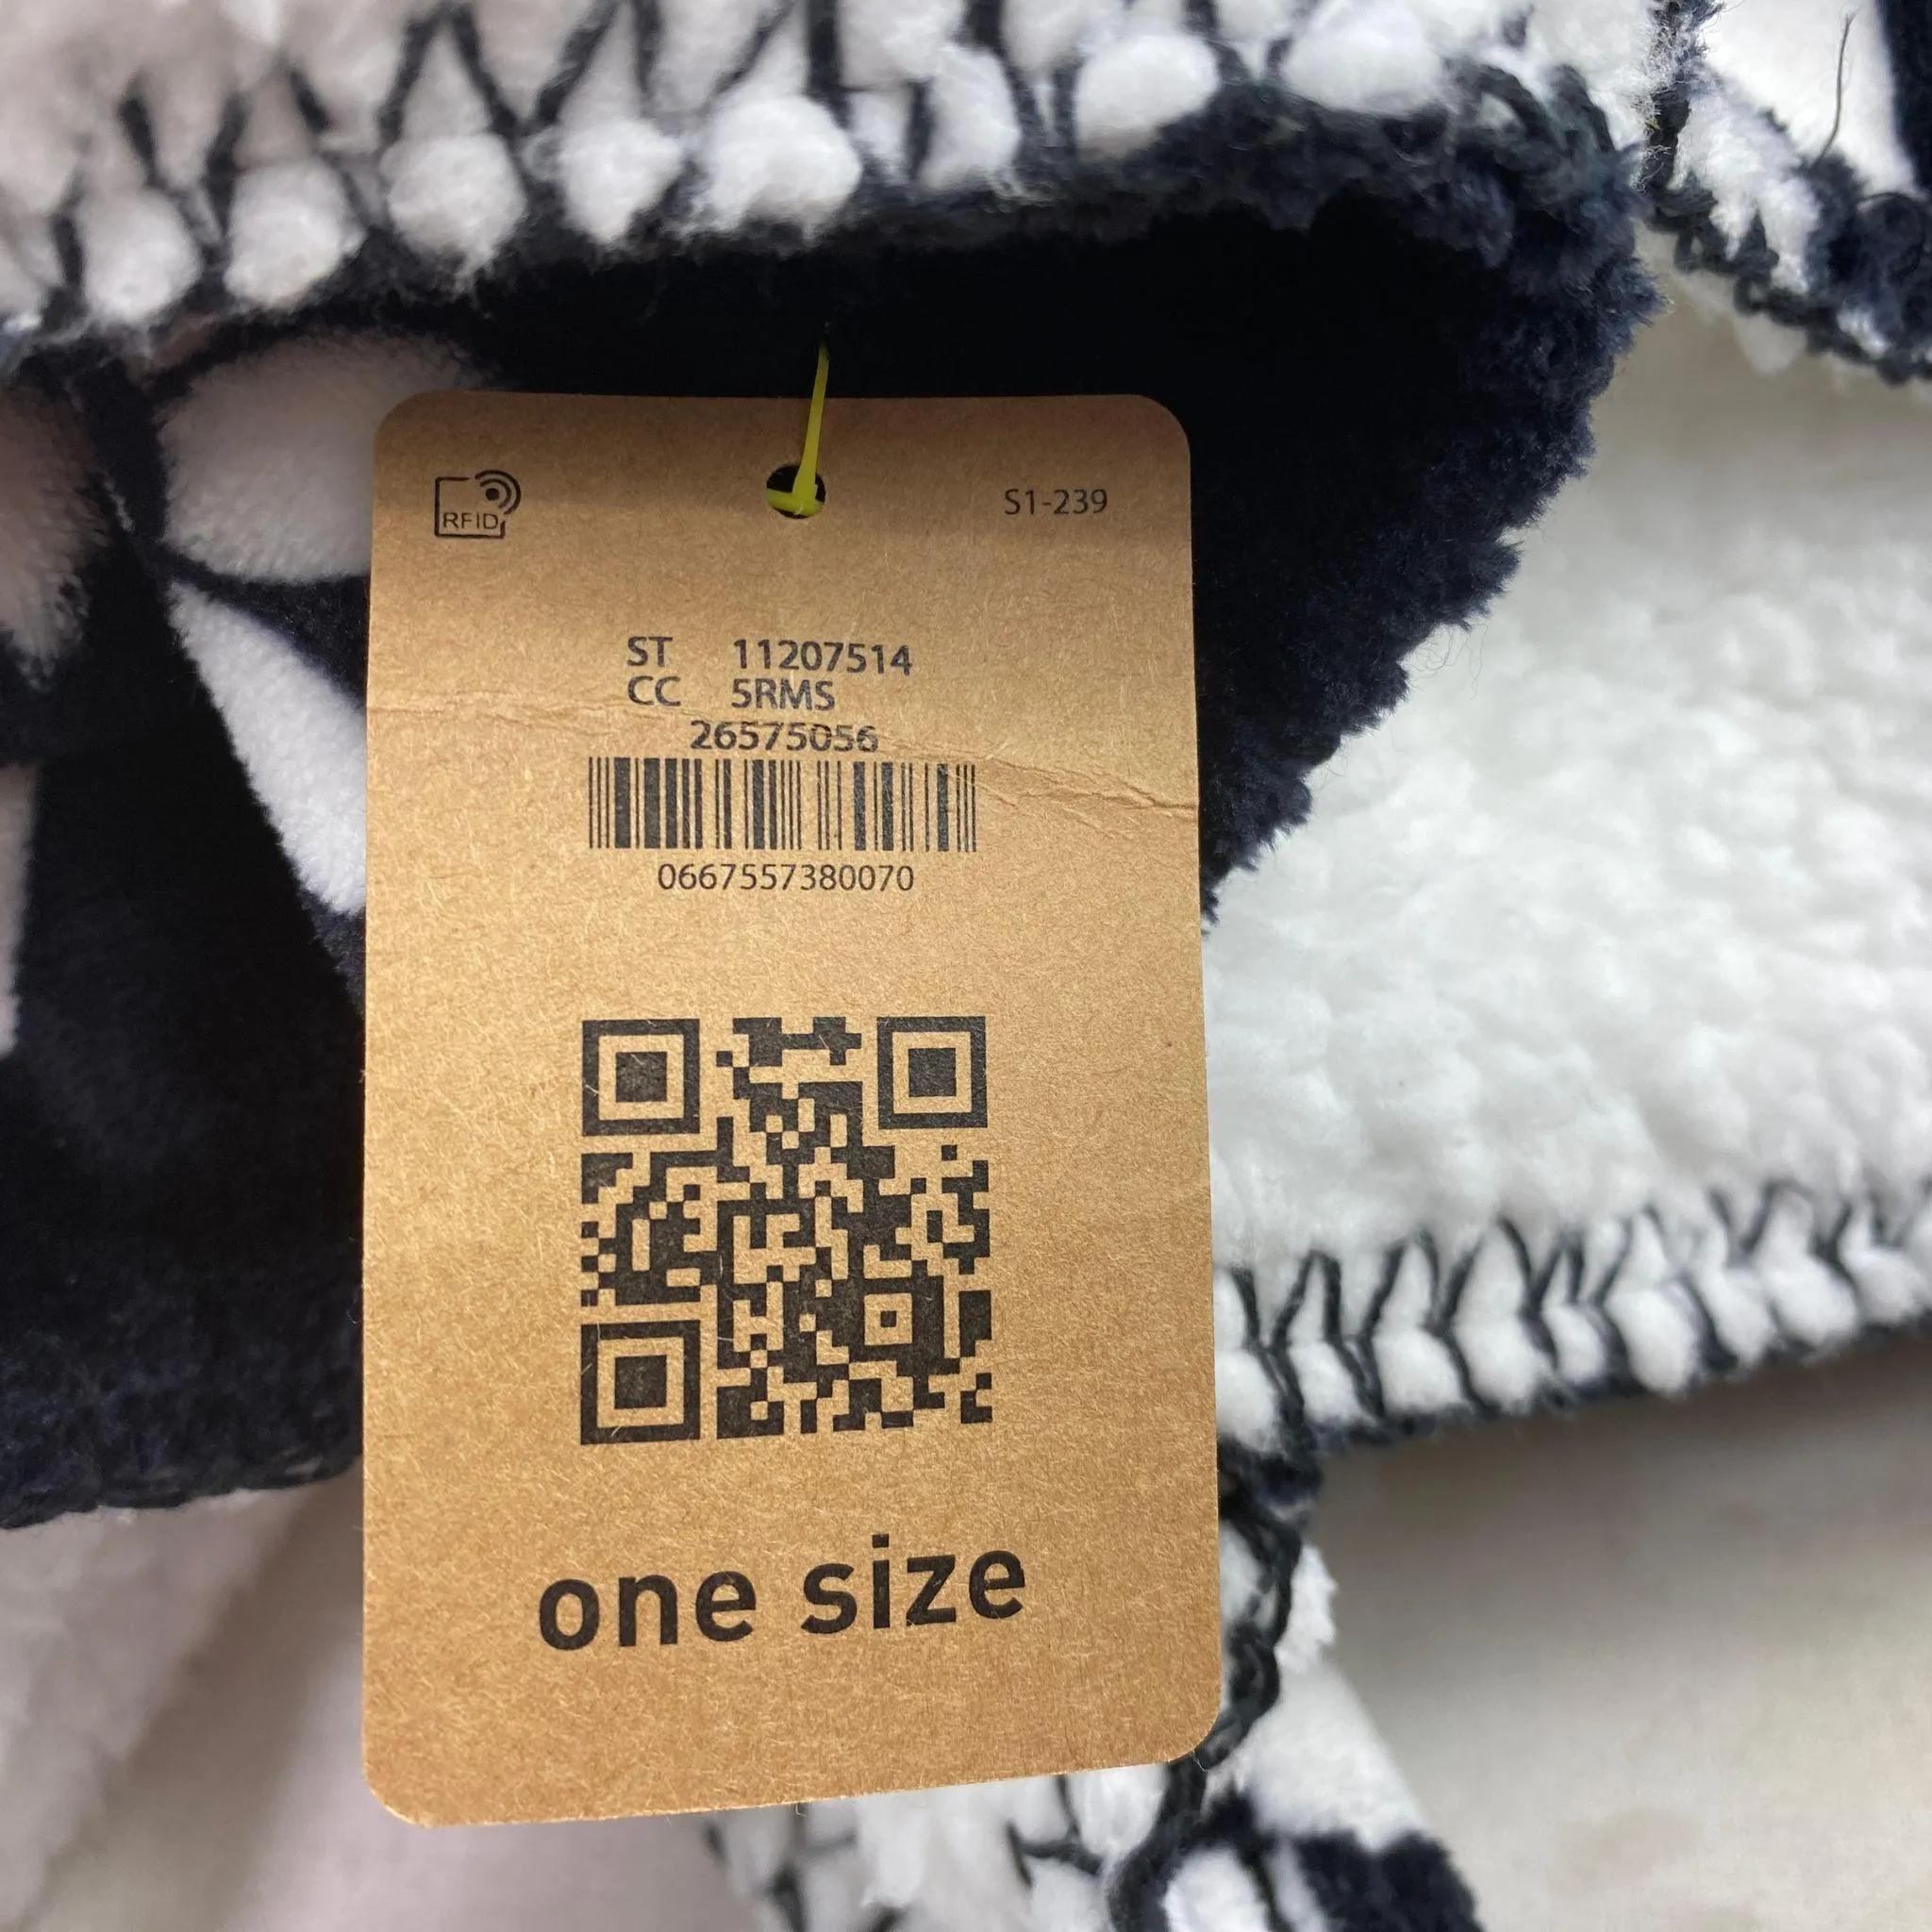 RFID
S1-239
ST 11207514
CC 5RMS
26575056
0667557380070
one size